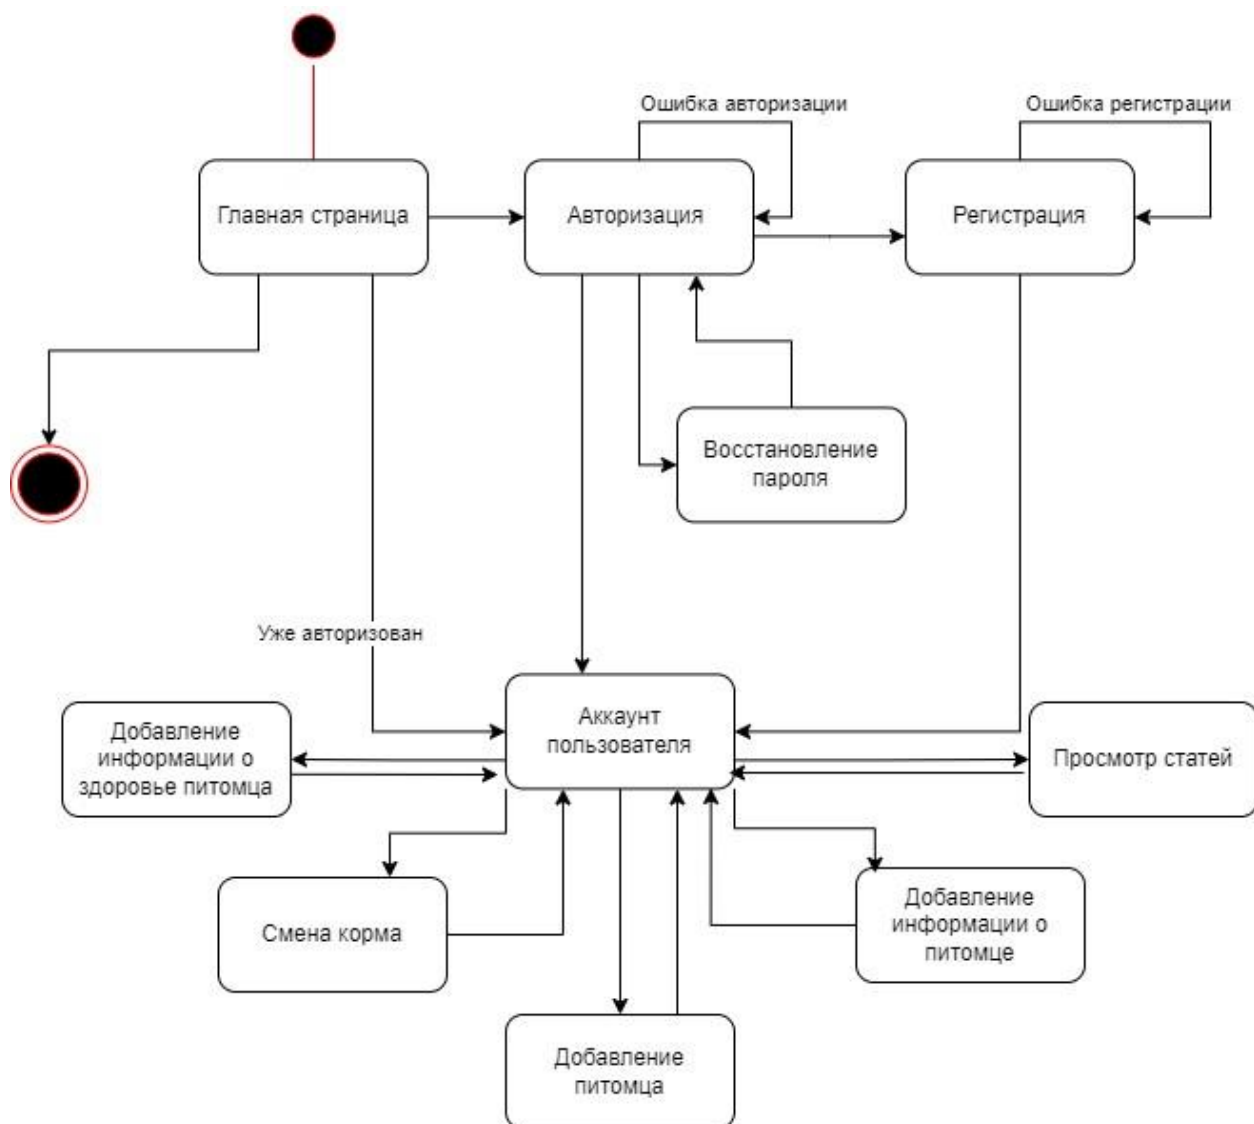 Ошибка авторизации
Ошибка регистрации
Главная страница
Авторизация
Регистрация
Восстановление
пароля
Уже авторизован
Аккаунт
пользователя
Добавление
информации о
здоровье питомца
Просмотр статей
Смена корма
Добавление
информации о
питомце
Добавление
питомца